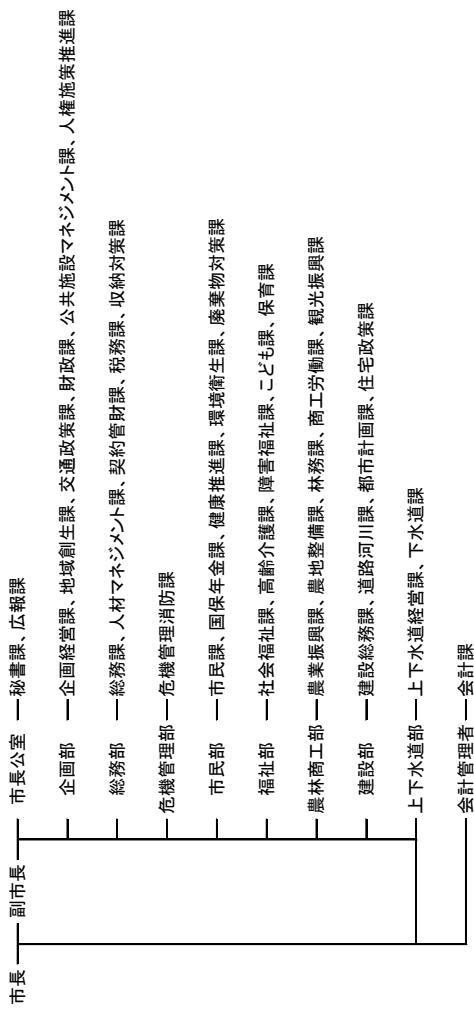 市長 副市長 市長公室 秘書課、広報課
企画部 企画経営課、地域創生課、交通政策課、財政課、公共施設マネジメント課、人権施策推進課
総務部 総務課、人材マネジメント課、契約管財課、税務課、収納対策課
危機管理部 危機管理消防課
市民部 市民課、国保年金課、健康推進課、環境衛生課、廃棄物対策課
福祉部 社会福祉課、高齢介護課、障害福祉課、こども課、保育課
農林商工部 農業振興課、農地整備課、林務課、商工労働課、観光振興課
建設部 建設総務課、道路河川課、都市計画課、住宅政策課
上下水道部 上下水道経営課、下水道課
会計管理者 会計課